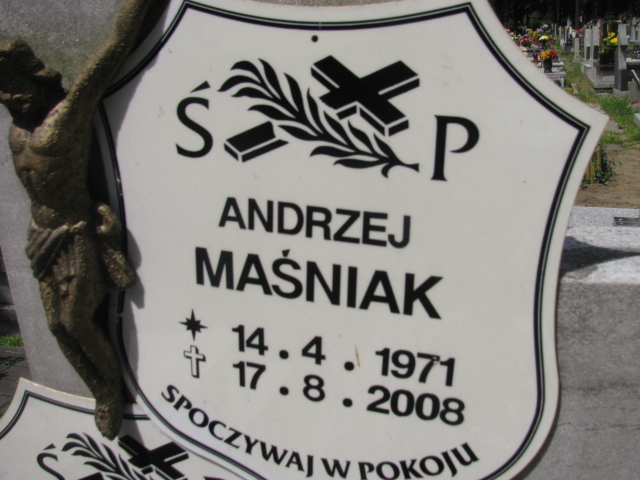 Ś P
ANDRZEJ
MAŚNIAK
14 . 4 . 1971
17 . 8 . 2008
SPOCZYWAJ W POKOJU
Ś